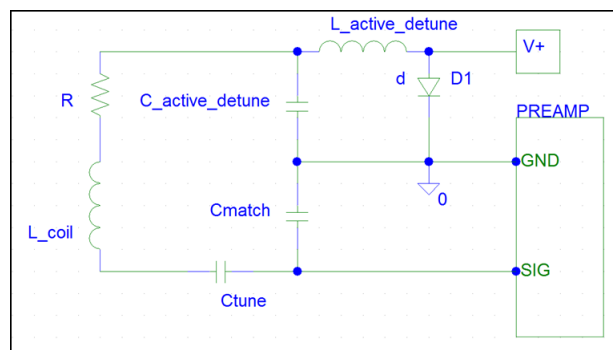 L_active_detune
V+
R
C_active_detune
d
D1
PREAMP
GND
0
Cmatch
L_coil
SIG
Ctune